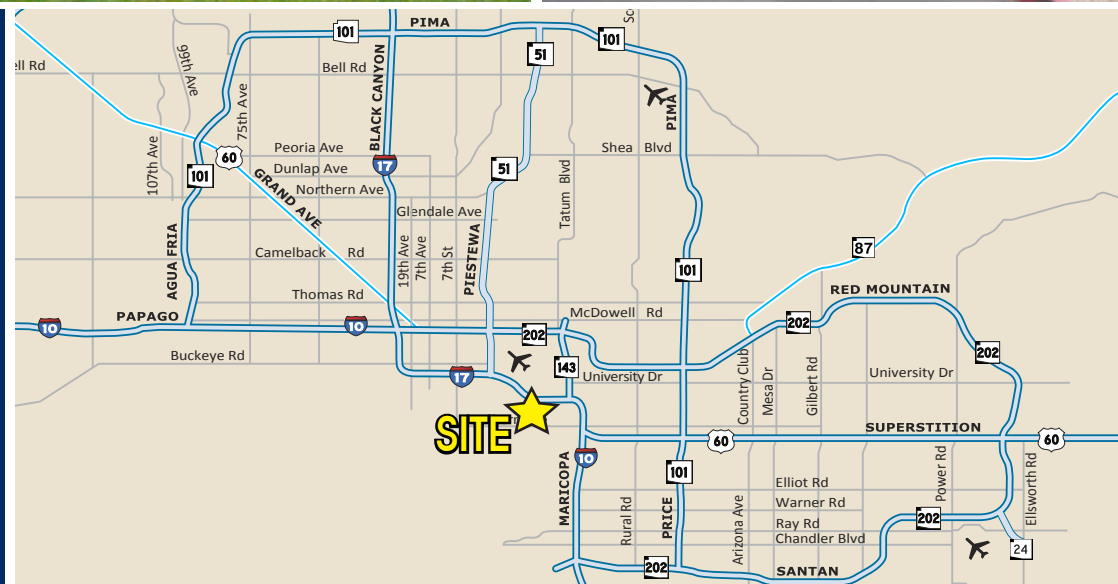 PIMA
101
101
51
BLACK CANYON
99th Ave
ell Rd
Bell Rd
75th Ave
PIMA
Peoria Ave
Shea Blvd
60
17
Dunlap Ave
51
107th Ave
101
GRAND AVE
Northern Ave
Tatum Blvd
Glendale Ave
AGUA FRIA
Camelback Rd
19th Ave
7th Ave
7th St
PIESTEWA
87
101
Thomas Rd
RED MOUNTAIN
PAPAGO
10
10
202
McDowell Rd
202
Buckeye Rd
143
202
17
University Dr
Country Club
Mesa Dr
Gilbert Rd
University Dr
SITE
SUPERSTITION
60
60
MARICOPA
10
101
Power Rd
Ellsworth Rd
Elliot Rd
Warner Rd
Rural Rd
PRICE
Arizona Ave
Ray Rd
202
Chandler Blvd
24
202
SANTAN